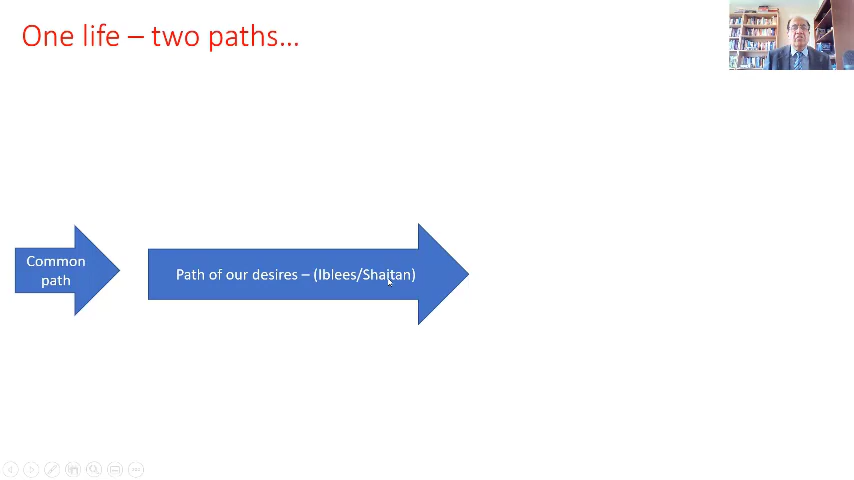 One life – two paths...
Common
path
Path of our desires – (Iblees/Shaitan)